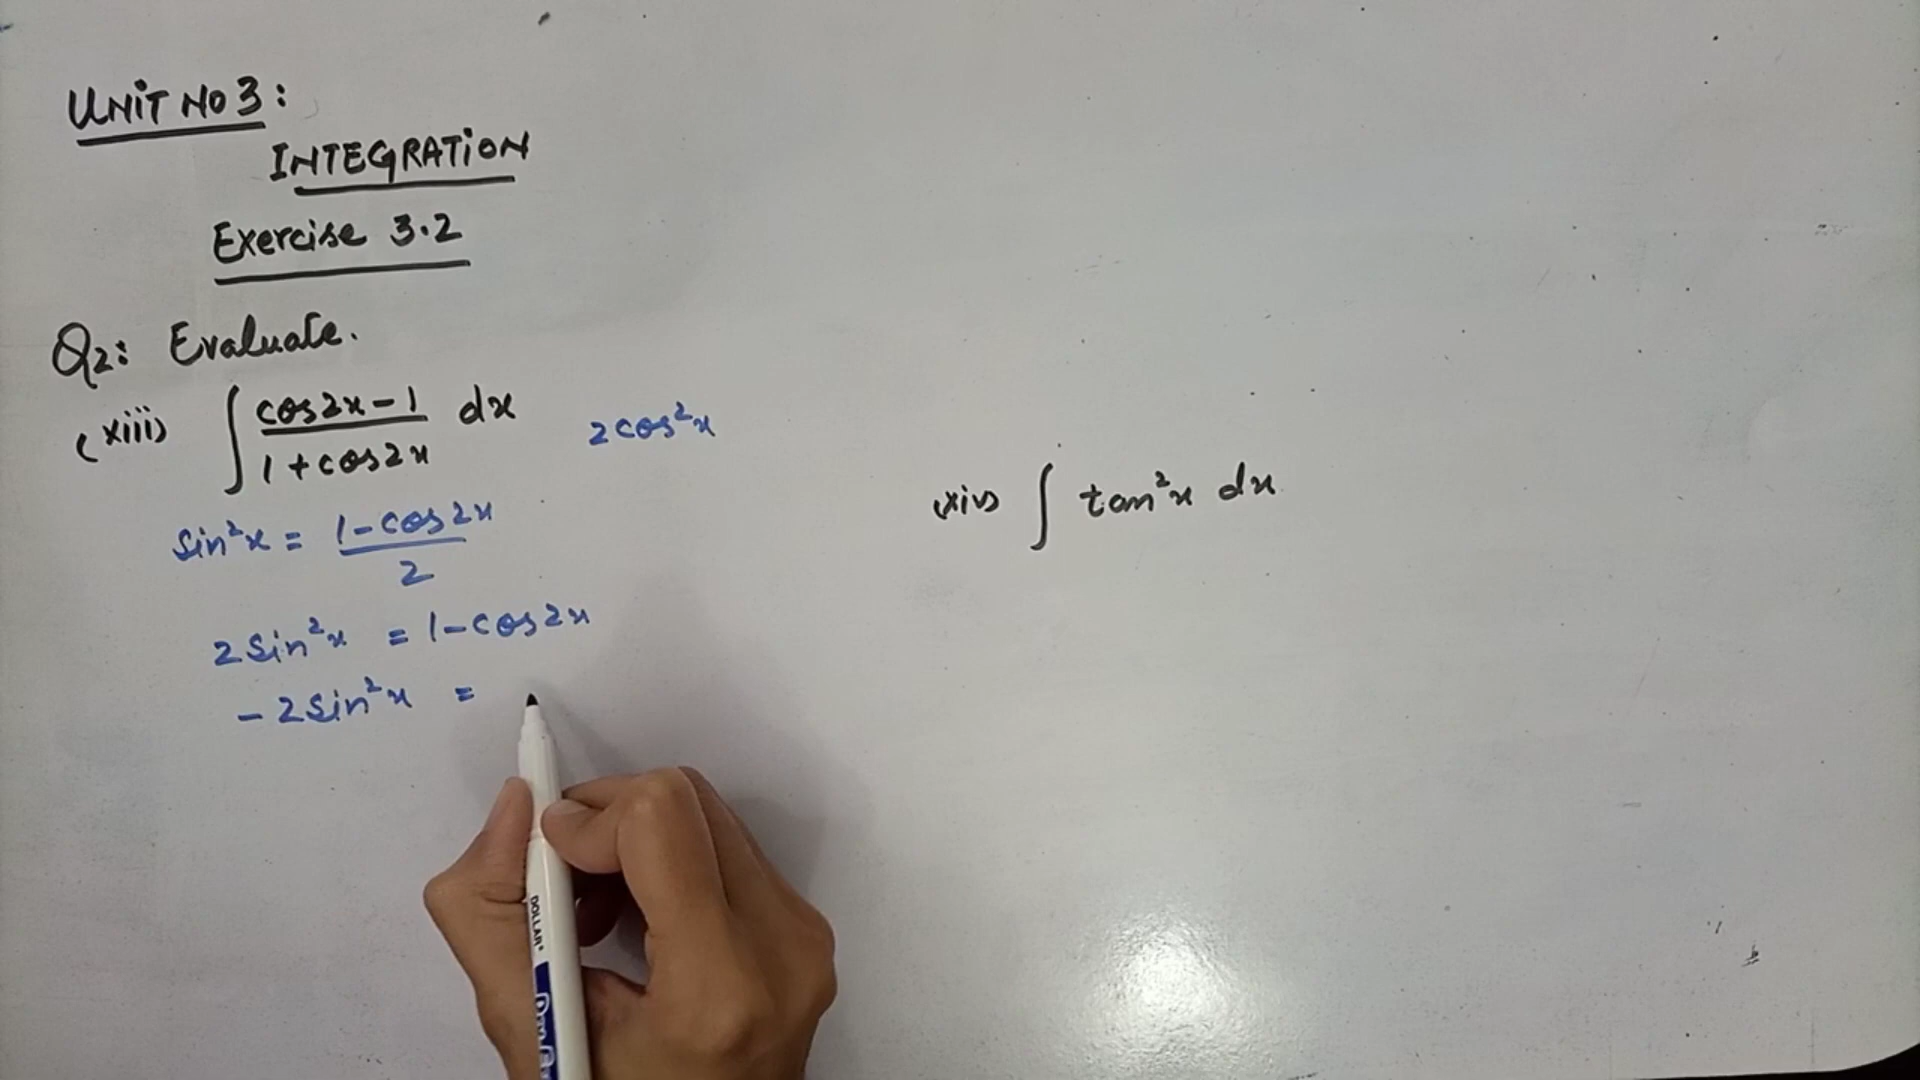 UNIT NO 3:
INTEGRATION
Exercise 3.2
Q2: Evaluate.
(xiii) ∫ (cos2x-1)/(1+cos2x) dx
2cos²x
sin²x = (1-cos2x)/2
2sin²x = 1-cos2x
-2sin²x =
(xiv) ∫ tan²x dx
DOLLAR